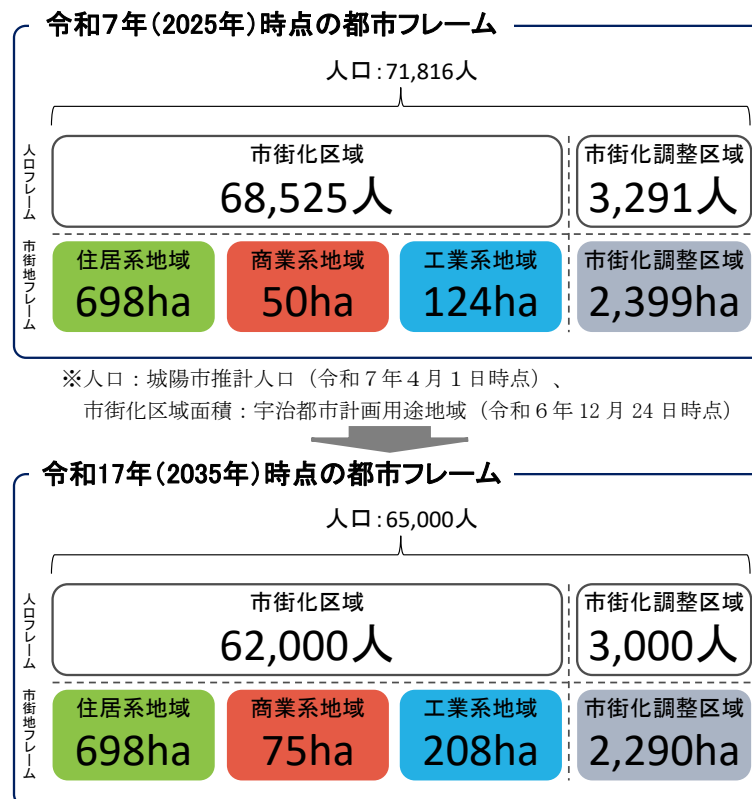 令和7年(2025年)時点の都市フレーム
人口:71,816人
人口フレーム
市街化区域
68,525人
市街化調整区域
3,291人
市街地フレーム
住居系地域
698ha
商業系地域
50ha
工業系地域
124ha
市街化調整区域
2,399ha
※人口：城陽市推計人口（令和７年４月１日時点）、
市街化区域面積：宇治都市計画用途地域（令和６年 12 月 24 日時点）
令和17年(2035年)時点の都市フレーム
人口:65,000人
人口フレーム
市街化区域
62,000人
市街化調整区域
3,000人
市街地フレーム
住居系地域
698ha
商業系地域
75ha
工業系地域
208ha
市街化調整区域
2,290ha